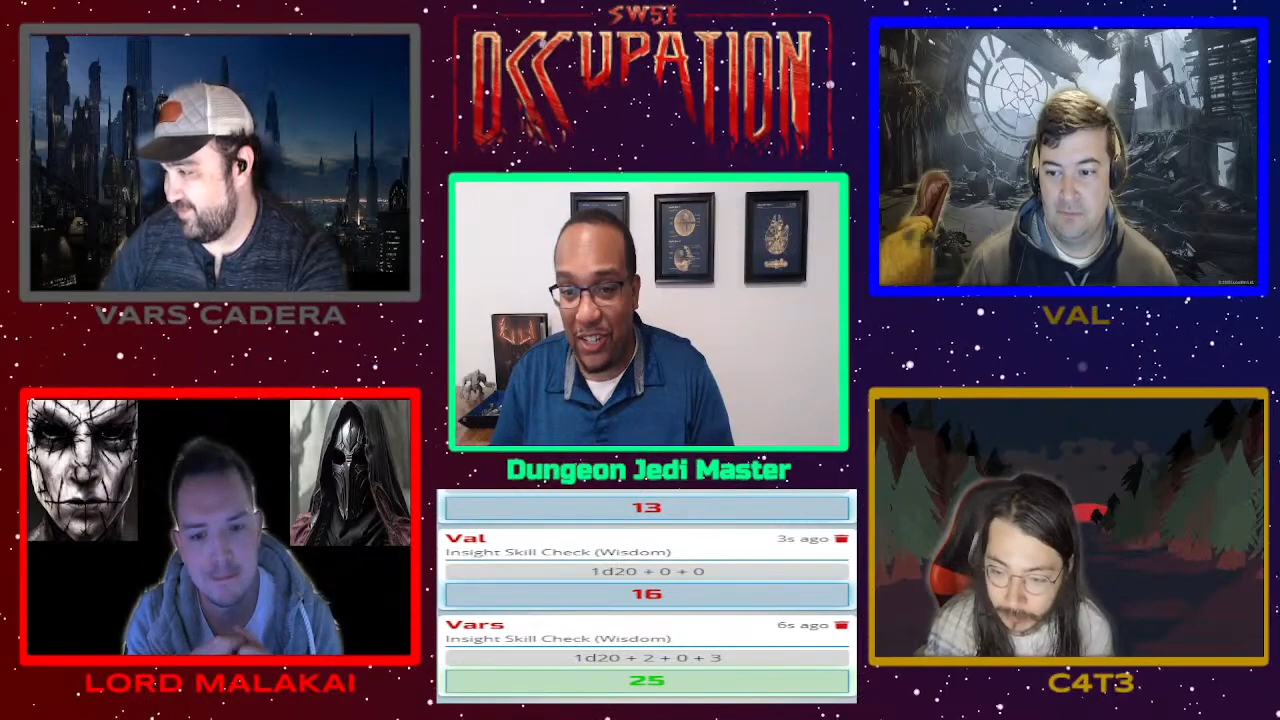 SW5E
OCCUPATION
VARS CADERA
VAL
Dungeon Jedi Master
13
Val
3s ago
Insight Skill Check (Wisdom)
1d20 + 0 + 0
16
Vars
6s ago
Insight Skill Check (Wisdom)
1d20 + 2 + 0 + 3
25
LORD MALAKAI
C4T3